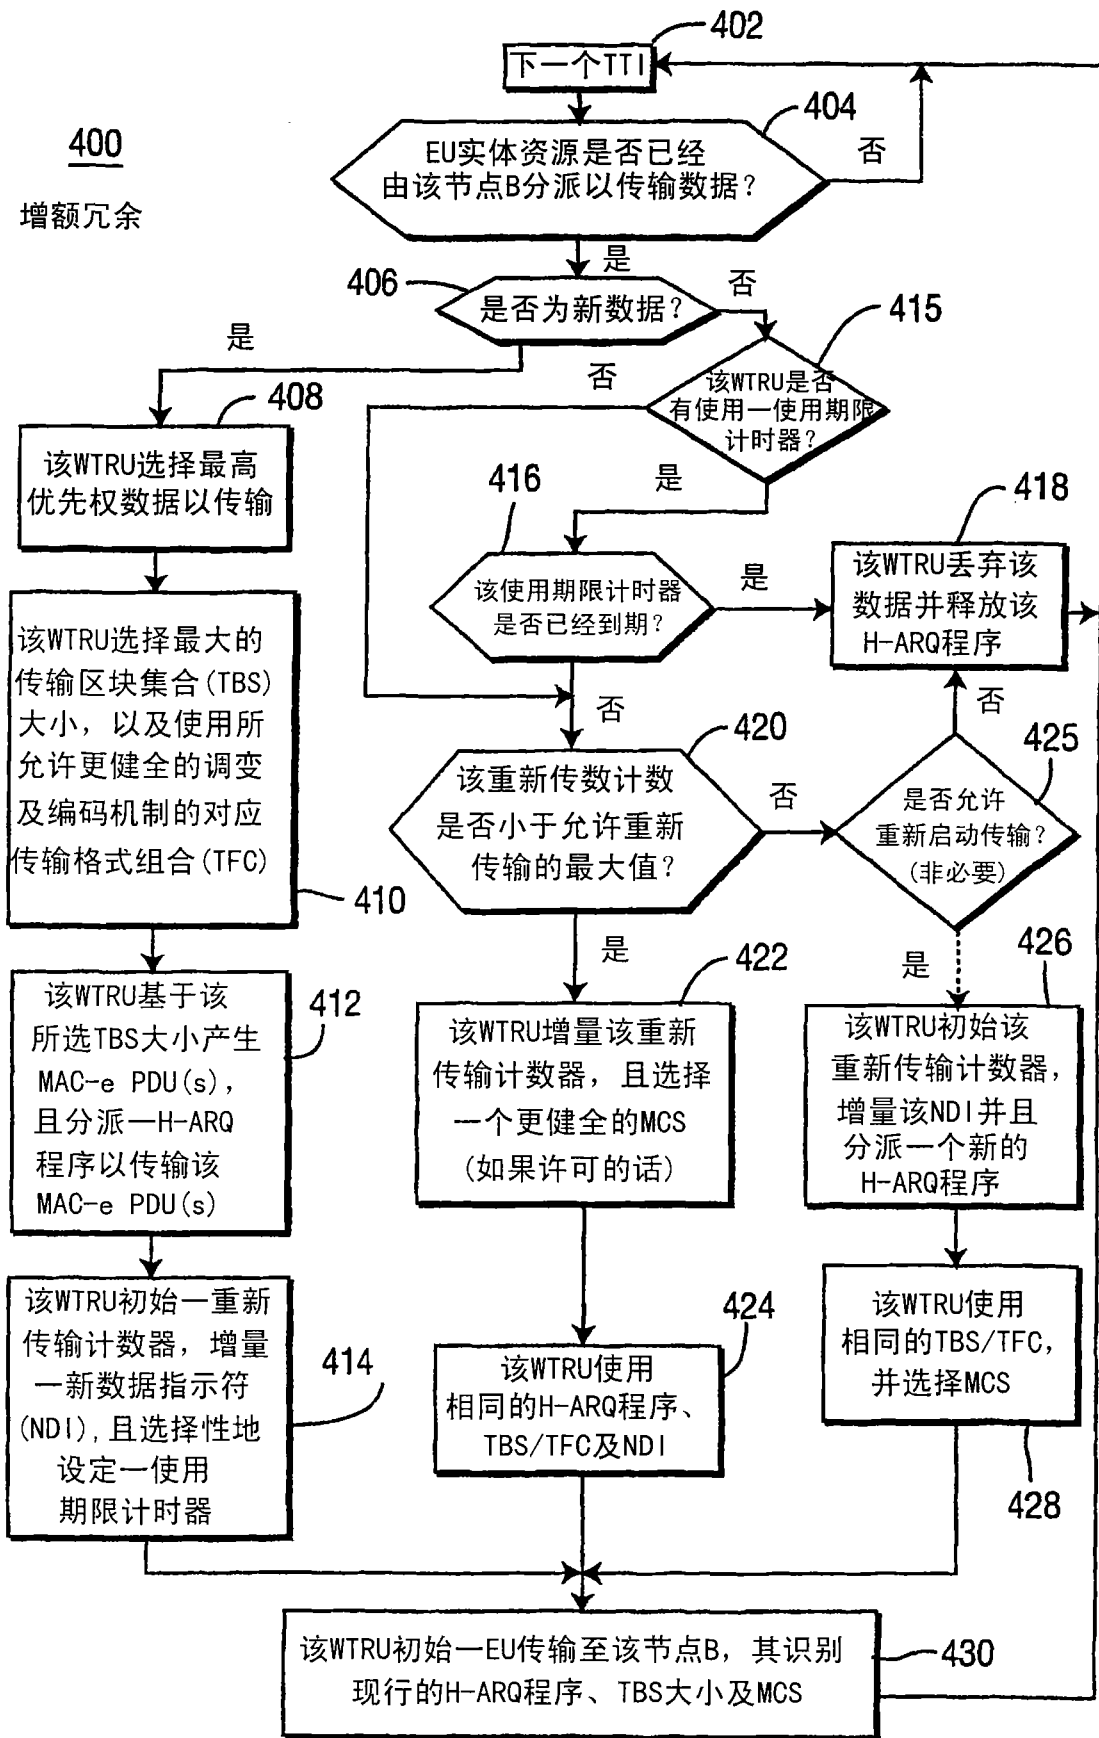 402
下一个TTI
404
400
增额冗余
EU实体资源是否已经
由该节点B分派以传输数据?
否
是
406
是否为新数据?
否
415
是
该WTRU是否
有使用一使用期限
计时器?
否
是
408
该WTRU选择最高
优先权数据以传输
416
该使用期限计时器
是否已经到期?
是
418
该WTRU丢弃该
数据并释放该
H-ARQ程序
否
否
410
该WTRU选择最大的
传输区块集合(TBS)
大小，以及使用所
允许更健全的调变
及编码机制的对应
传输格式组合(TFC)
420
该重新传数计数
是否小于允许重新
传输的最大值?
否
425
是否允许
重新启动传输?
(非必要)
是
是
412
该WTRU基于该
所选TBS大小产生
MAC-e PDU(s),
且分派一H-ARQ
程序以传输该
MAC-e PDU(s)
422
该WTRU增量该重新
传输计数器，且选择
一个更健全的MCS
(如果许可的话)
426
该WTRU初始该
重新传输计数器，
增量该NDI并且
分派一个新的
H-ARQ程序
414
该WTRU初始一重新
传输计数器，增量
一新数据指示符
(NDI),且选择性地
设定一使用
期限计时器
424
该WTRU使用
相同的H-ARQ程序、
TBS/TFC及NDI
该WTRU使用
相同的TBS/TFC,
并选择MCS
428
该WTRU初始一EU传输至该节点B，其识别
现行的H-ARQ程序、TBS大小及MCS
430